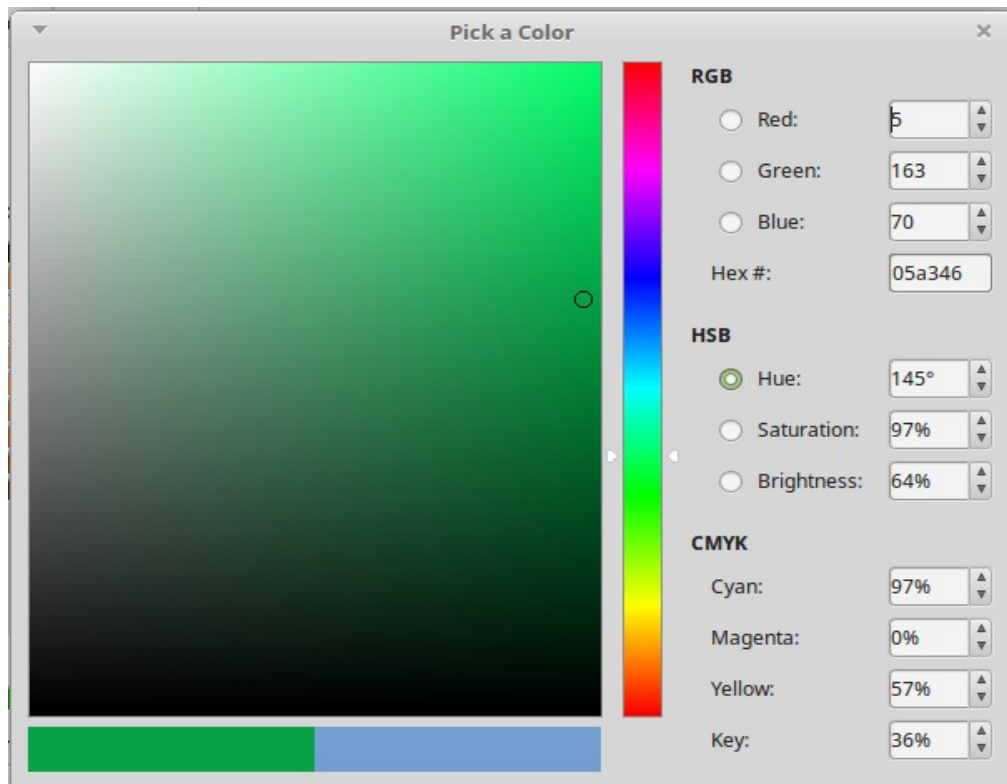 Pick a Color
RGB
Red: 5
Green: 163
Blue: 70
Hex #: 05a346
HSB
Hue: 145°
Saturation: 97%
Brightness: 64%
CMYK
Cyan: 97%
Magenta: 0%
Yellow: 57%
Key: 36%